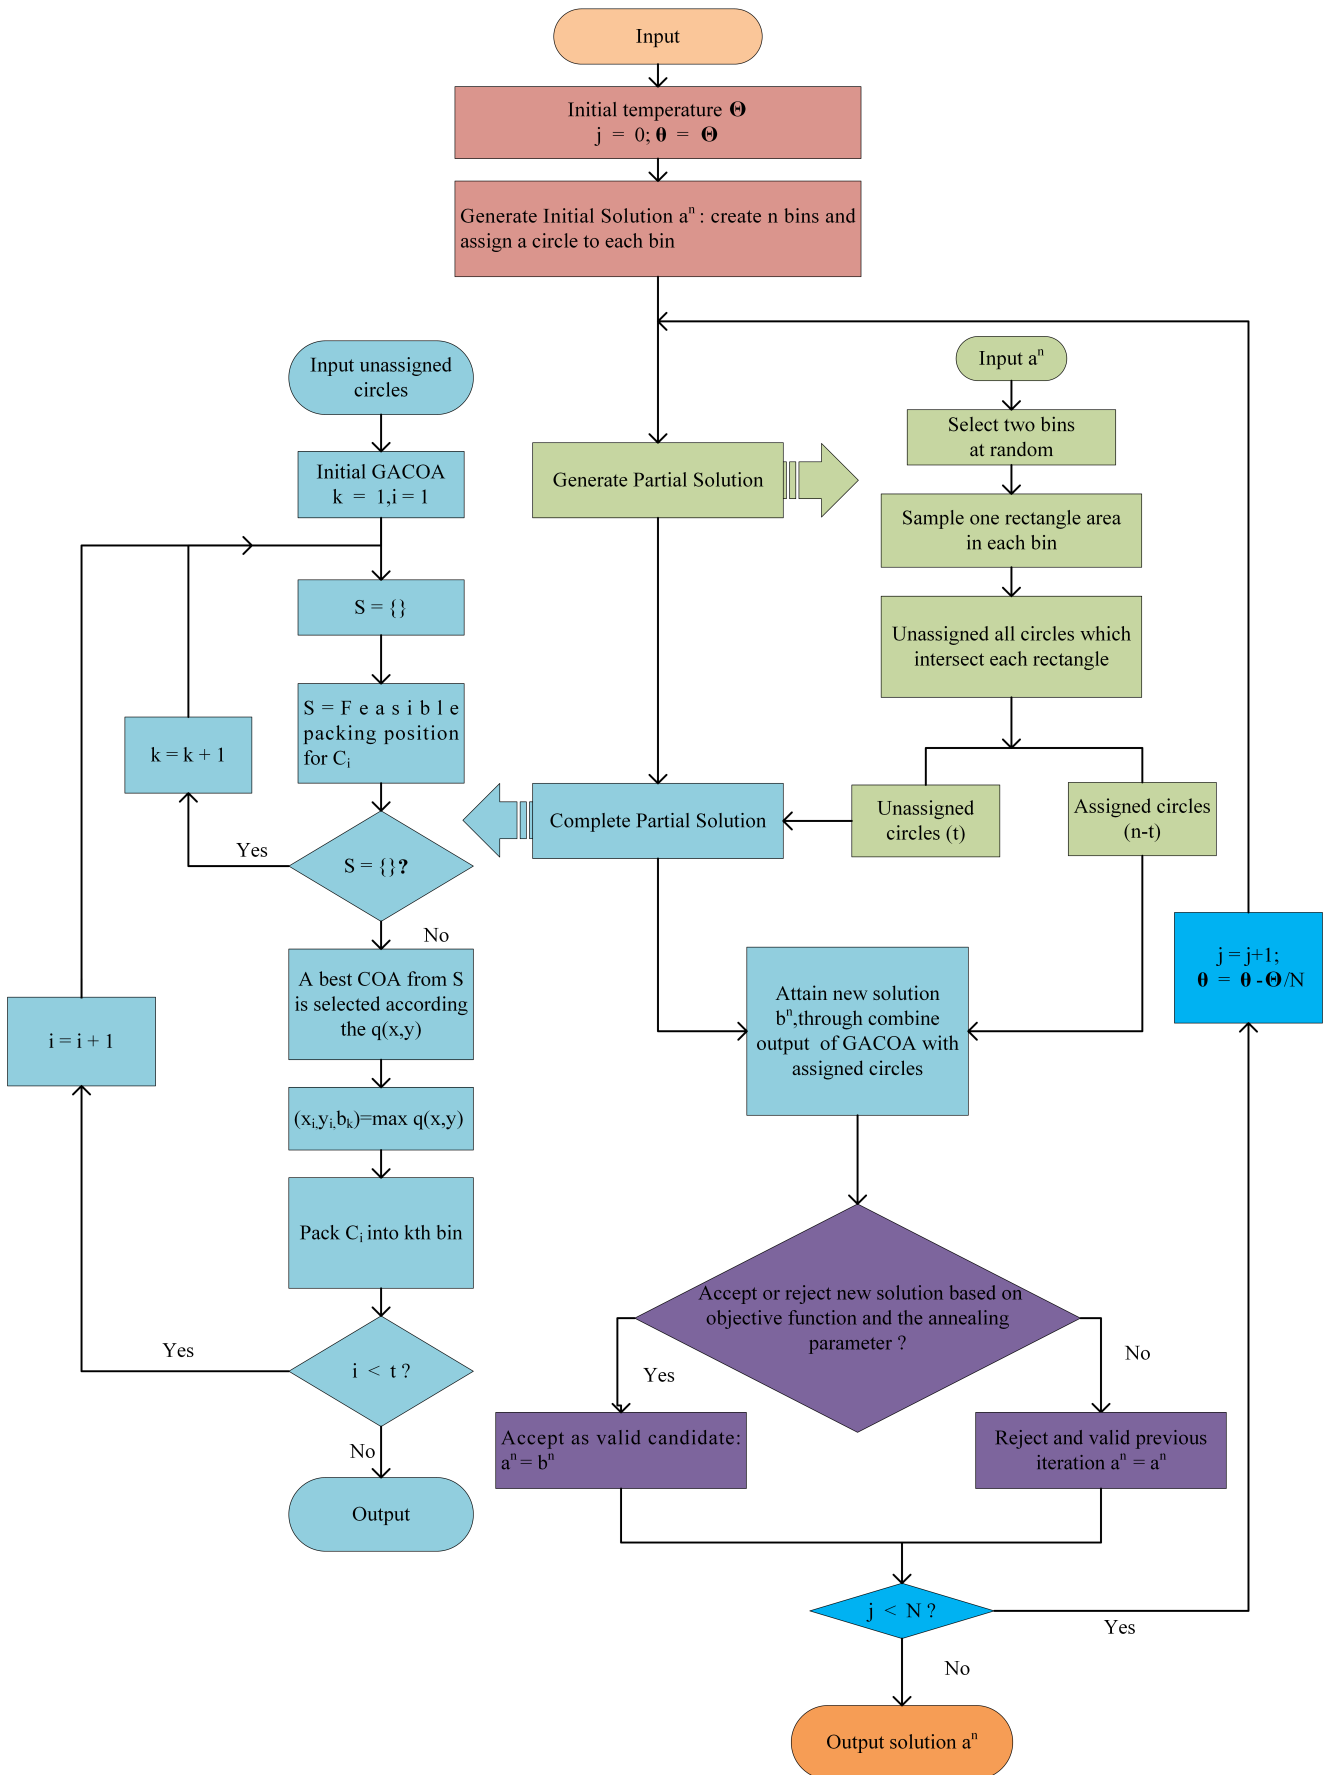 Input
Initial temperature Θ
j = 0; θ = Θ
Generate Initial Solution aⁿ : create n bins and
assign a circle to each bin
Input unassigned
circles
Initial GACOA
k = 1,i = 1
S = {}
S = Feasible
packing position
for Cᵢ
k = k + 1
S = {}?
Yes
No
A best COA from S
is selected according
the q(x,y)
i = i + 1
(xᵢ,yᵢ,bₖ)=max q(x,y)
Pack Cᵢ into kth bin
i < t ?
Yes
No
Output
Generate Partial Solution
Input aⁿ
Select two bins
at random
Sample one rectangle area
in each bin
Unassigned all circles which
intersect each rectangle
Unassigned
circles (t)
Assigned circles
(n-t)
Complete Partial Solution
Attain new solution
bⁿ,through combine
output of GACOA with
assigned circles
j = j+1;
θ = θ -Θ/N
Accept or reject new solution based on
objective function and the annealing
parameter ?
Yes
No
Accept as valid candidate:
aⁿ = bⁿ
Reject and valid previous
iteration aⁿ = aⁿ
j < N ?
Yes
No
Output solution aⁿ